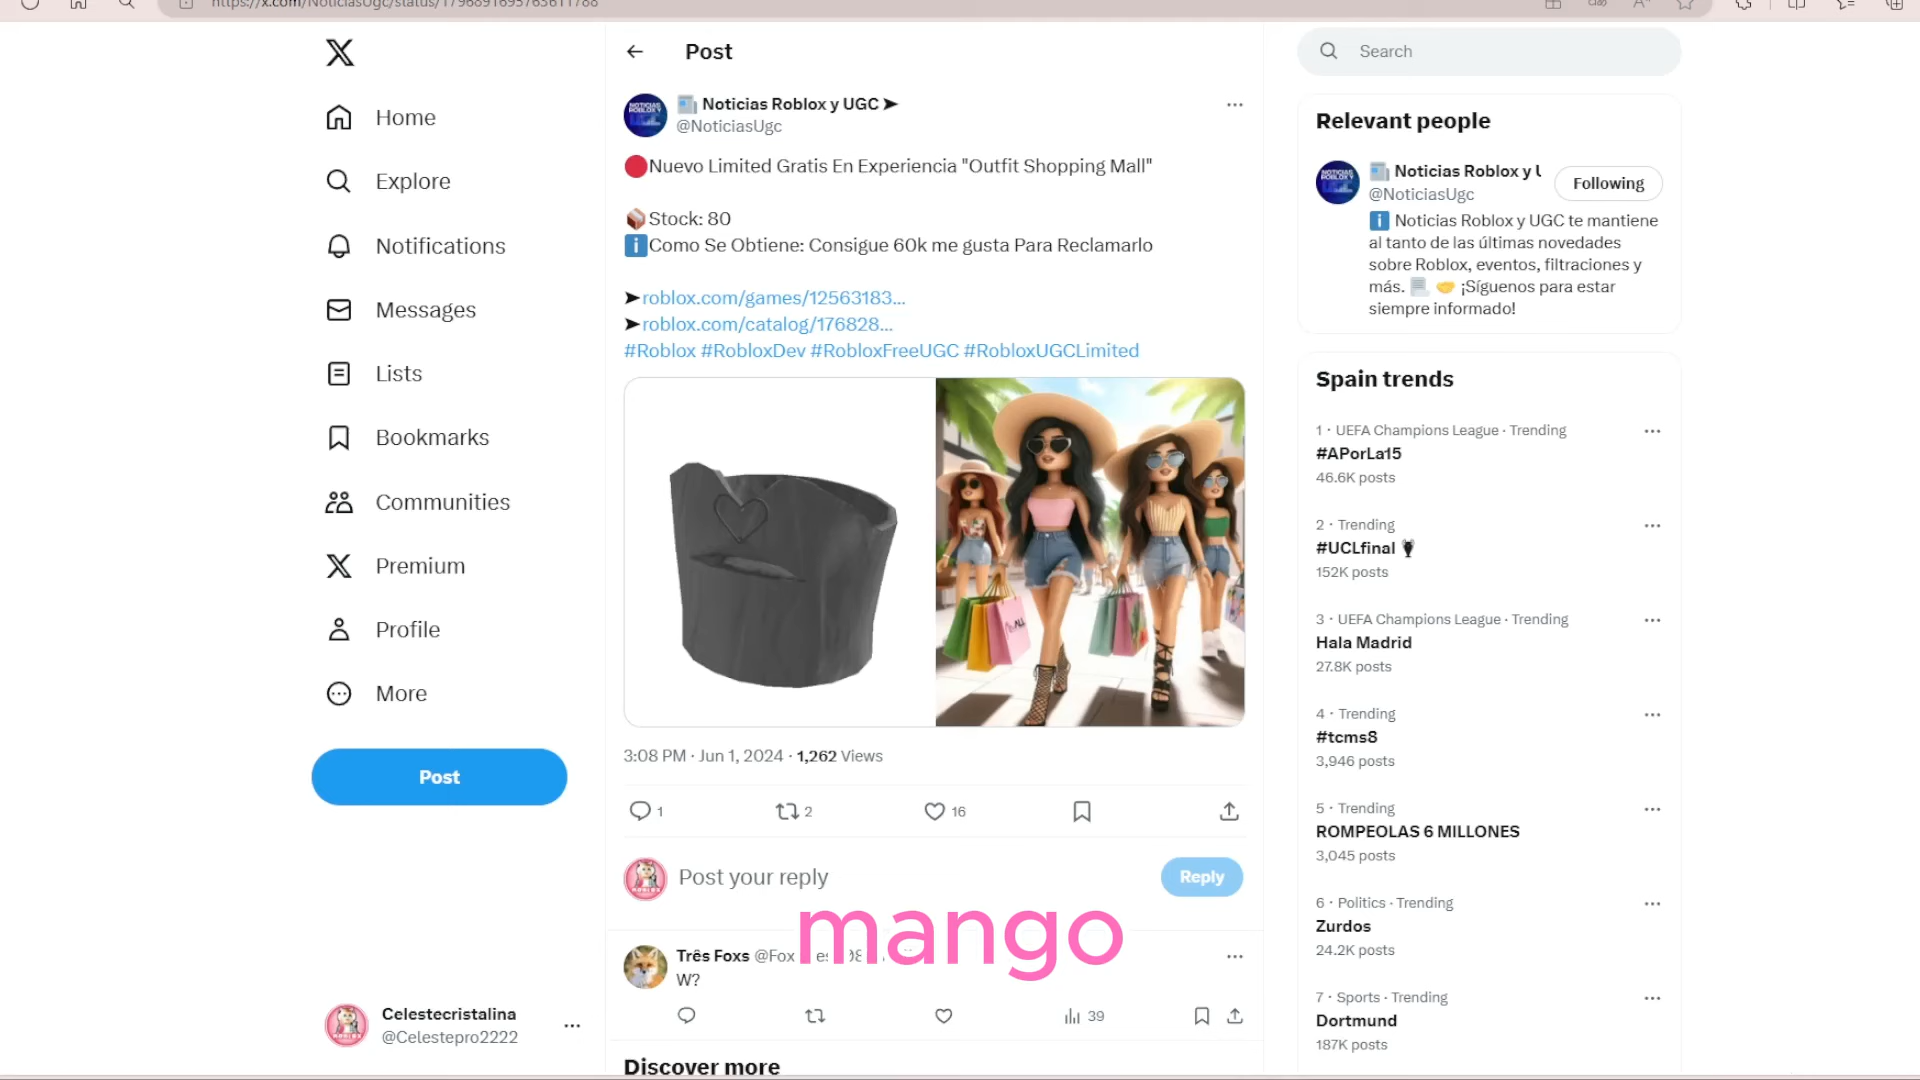 https://x.com/NoticiasUgc/status/1796891695763611788
Home
Explore
Notifications
Messages
Lists
Bookmarks
Communities
Premium
Profile
More
Post
Celestecristalina
@Celestepro2222
Post
Noticias Roblox y UGC ➤
@NoticiasUgc
🔴Nuevo Limited Gratis En Experiencia "Outfit Shopping Mall"
📦Stock: 80
ℹ️Como Se Obtiene: Consigue 60k me gusta Para Reclamarlo
➤roblox.com/games/12563183...
➤roblox.com/catalog/176828...
#Roblox #RobloxDev #RobloxFreeUGC #RobloxUGCLimited
3:08 PM · Jun 1, 2024 · 1,262 Views
1 2 16
Post your reply
Reply
mango
Três Foxs @Fox
W?
39
Discover more
Search
Relevant people
Noticias Roblox y U
@NoticiasUgc
Following
ℹ️ Noticias Roblox y UGC te mantiene
al tanto de las últimas novedades
sobre Roblox, eventos, filtraciones y
más. 📃 🤝 ¡Síguenos para estar
siempre informado!
Spain trends
1 · UEFA Champions League · Trending
#APorLa15
46.6K posts
2 · Trending
#UCLfinal
152K posts
3 · UEFA Champions League · Trending
Hala Madrid
27.8K posts
4 · Trending
#tcms8
3,946 posts
5 · Trending
ROMPEOLAS 6 MILLONES
3,045 posts
6 · Politics · Trending
Zurdos
24.2K posts
7 · Sports · Trending
Dortmund
187K posts